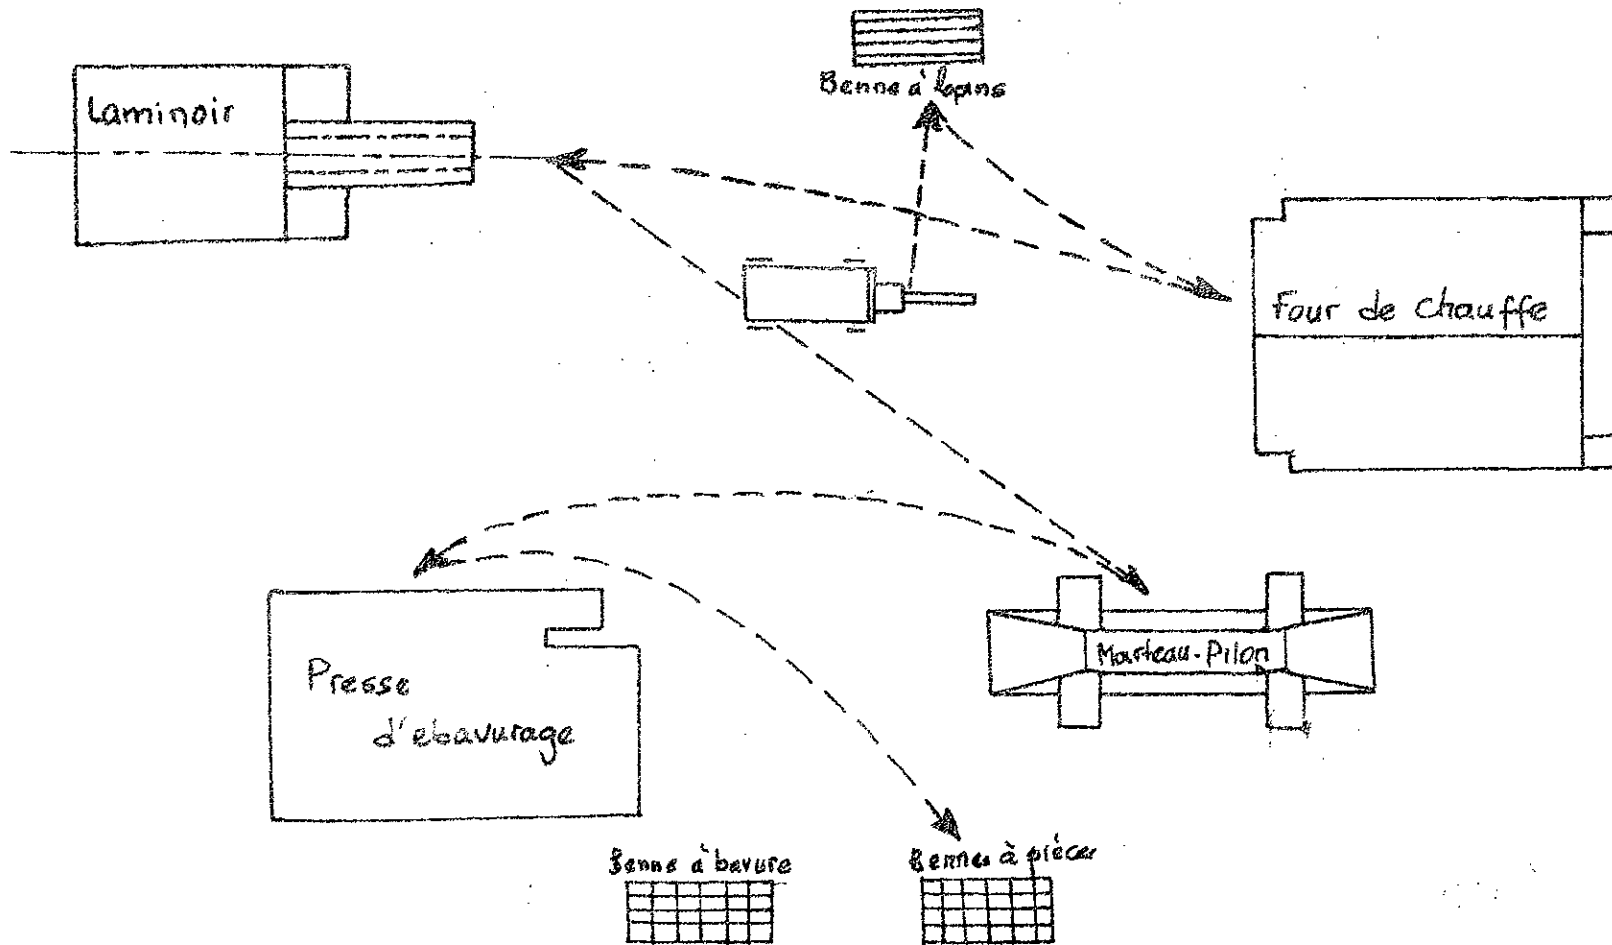 Benne à lopins
Laminoir
Four de chauffe
Marteau-Pilon
Presse
d'ebavurage
Benne à bavure
Bennes à pièces